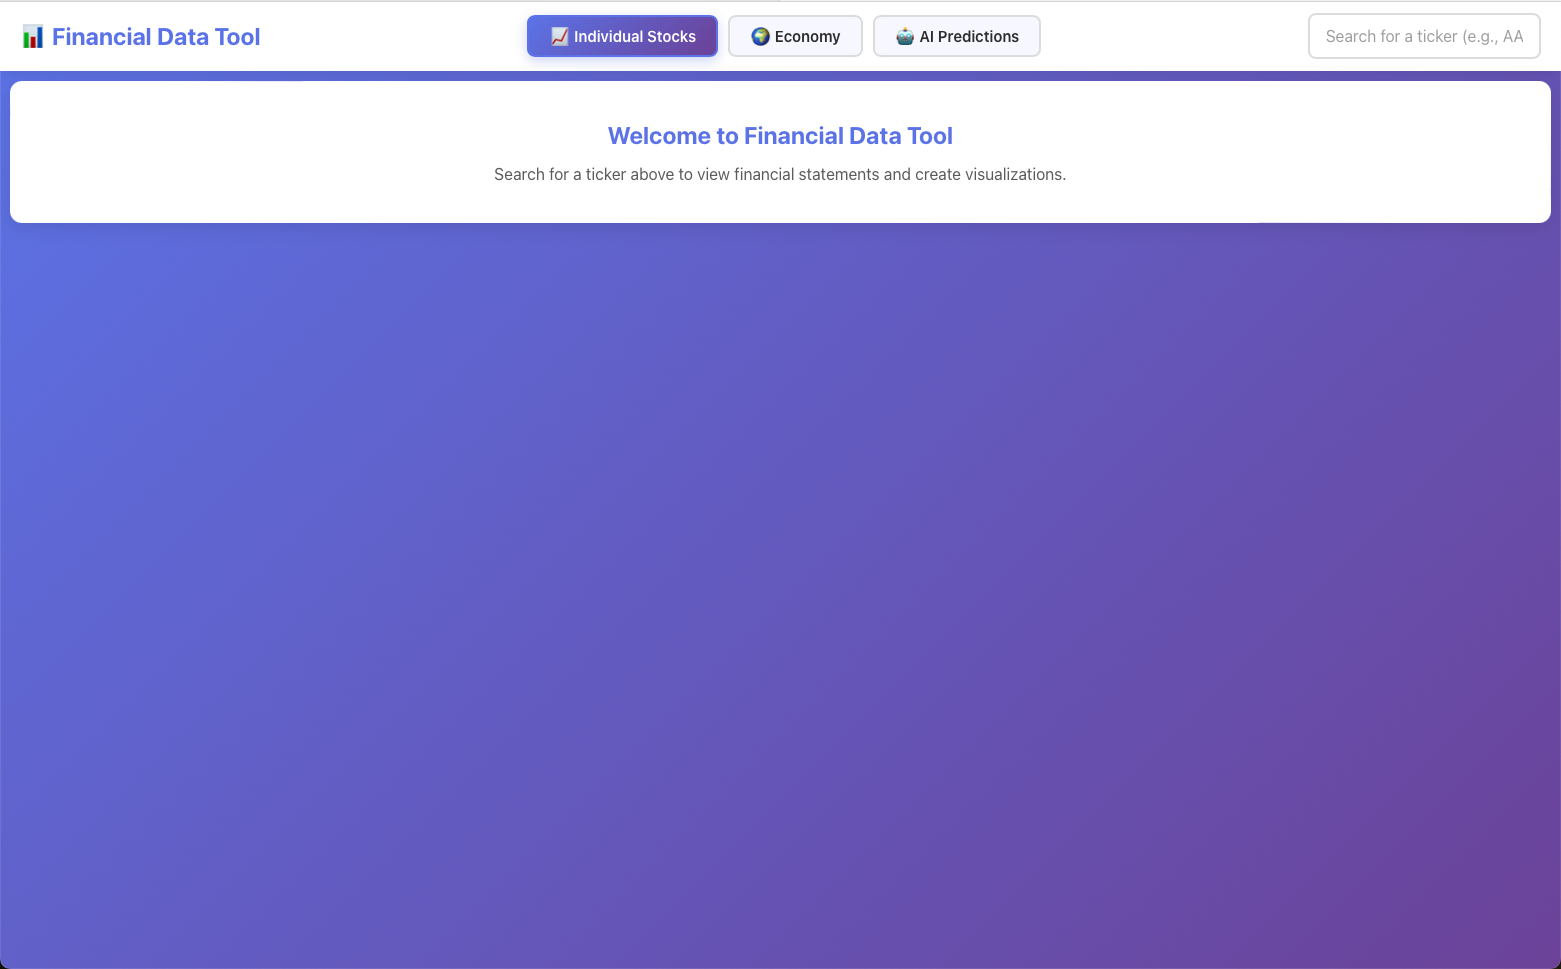 Financial Data Tool
Individual Stocks
Economy
AI Predictions
Search for a ticker (e.g., AA
Welcome to Financial Data Tool
Search for a ticker above to view financial statements and create visualizations.